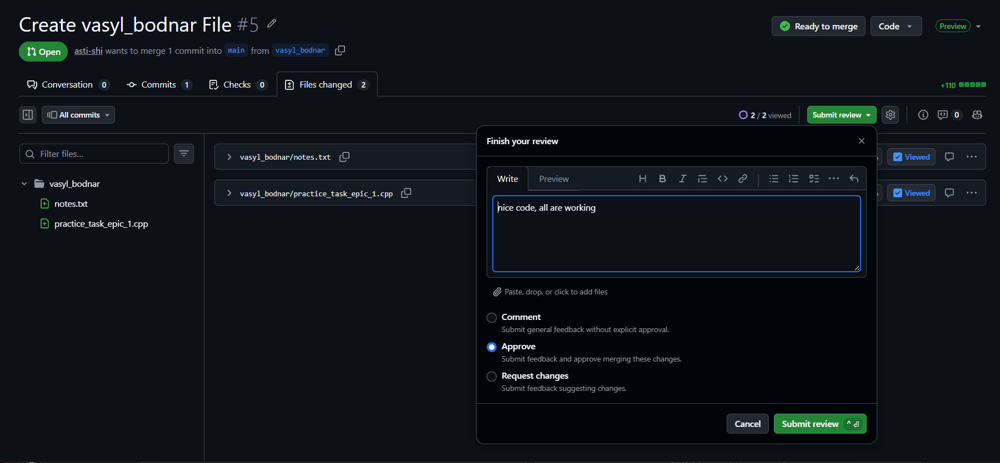 Create vasyl_bodnar File #5
Ready to merge
Code
Preview
Open
asti-shi wants to merge 1 commit into main from vasyl_bodnar
Conversation 0
Commits 1
Checks 0
Files changed 2
+110
All commits
2 / 2 viewed
Submit review
0
Filter files...
vasyl_bodnar
notes.txt
practice_task_epic_1.cpp
vasyl_bodnar/notes.txt
Viewed
vasyl_bodnar/practice_task_epic_1.cpp
Viewed
Finish your review
Write
Preview
nice code, all are working
Paste, drop, or click to add files
Comment
Submit general feedback without explicit approval.
Approve
Submit feedback and approve merging these changes.
Request changes
Submit feedback suggesting changes.
Cancel
Submit review